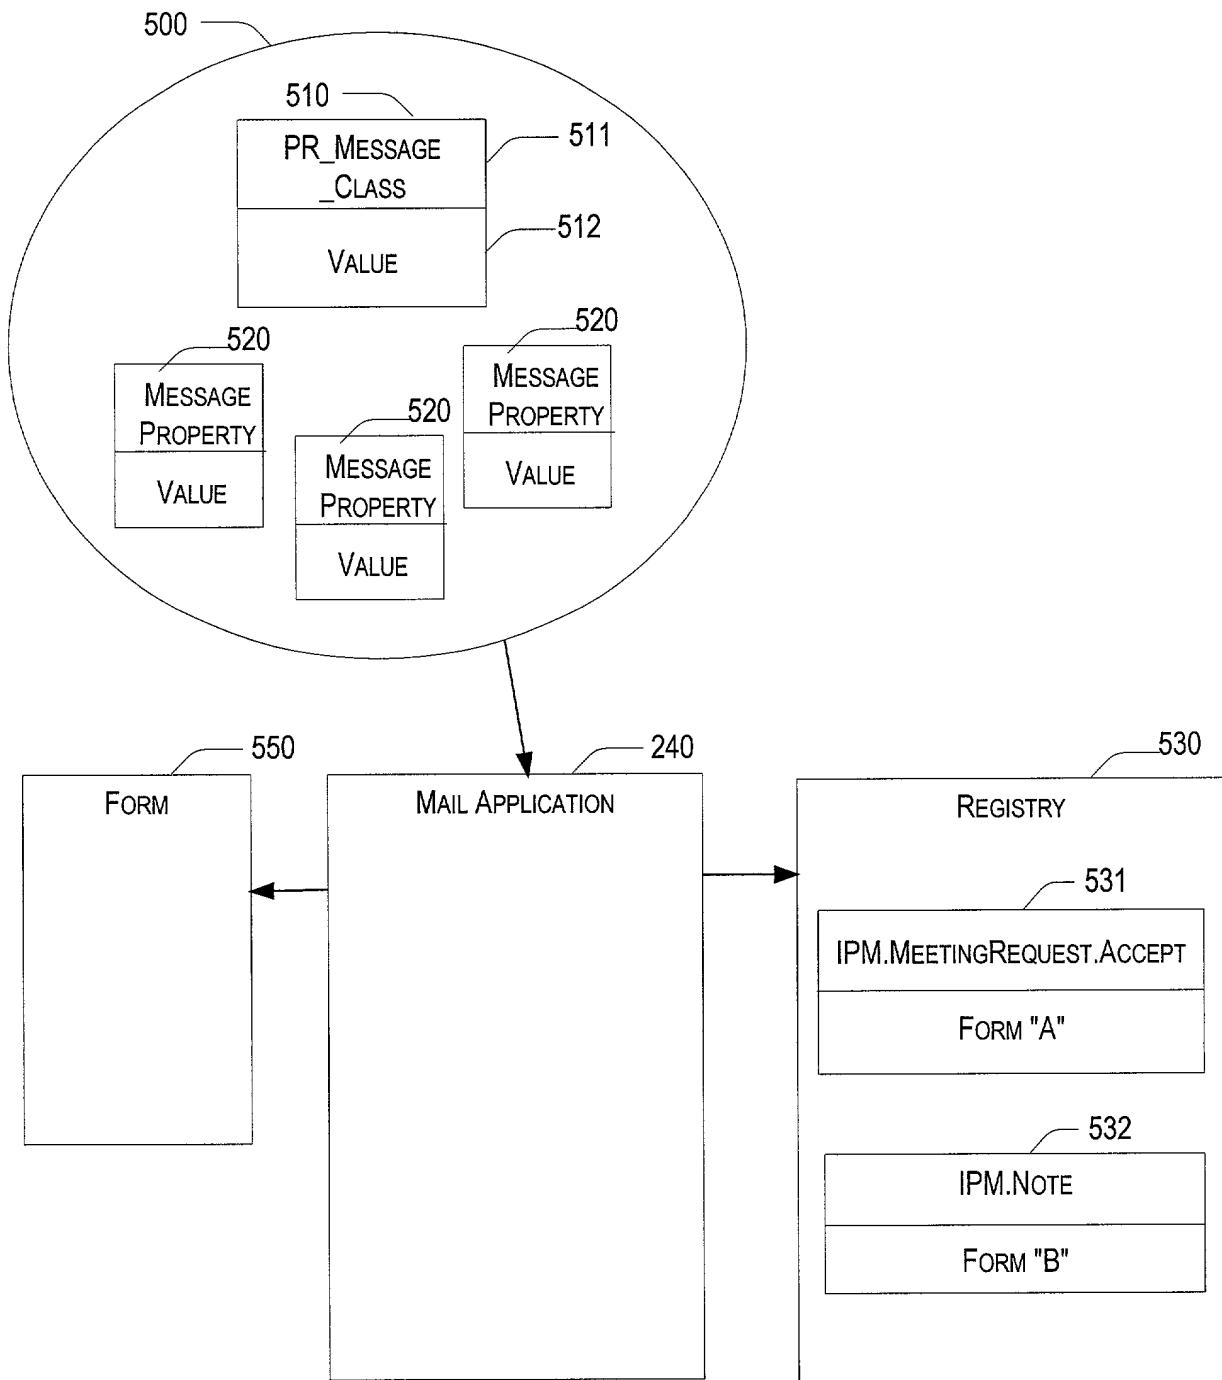 500
510
PR_MESSAGE
_CLASS
511
VALUE
512
520
MESSAGE
PROPERTY
VALUE
520
MESSAGE
PROPERTY
VALUE
520
MESSAGE
PROPERTY
VALUE
550
FORM
240
MAIL APPLICATION
530
REGISTRY
531
IPM.MEETINGREQUEST.ACCEPT
FORM "A"
532
IPM.NOTE
FORM "B"